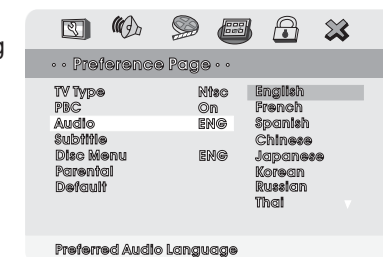 g
·· Preference Page ··
TV Type Ntsc English
PBC On French
Audio ENG Spanish
Subtitle Chinese
Disc Menu ENG Japanese
Parental Korean
Default Russian
Thai
Preferred Audio Language